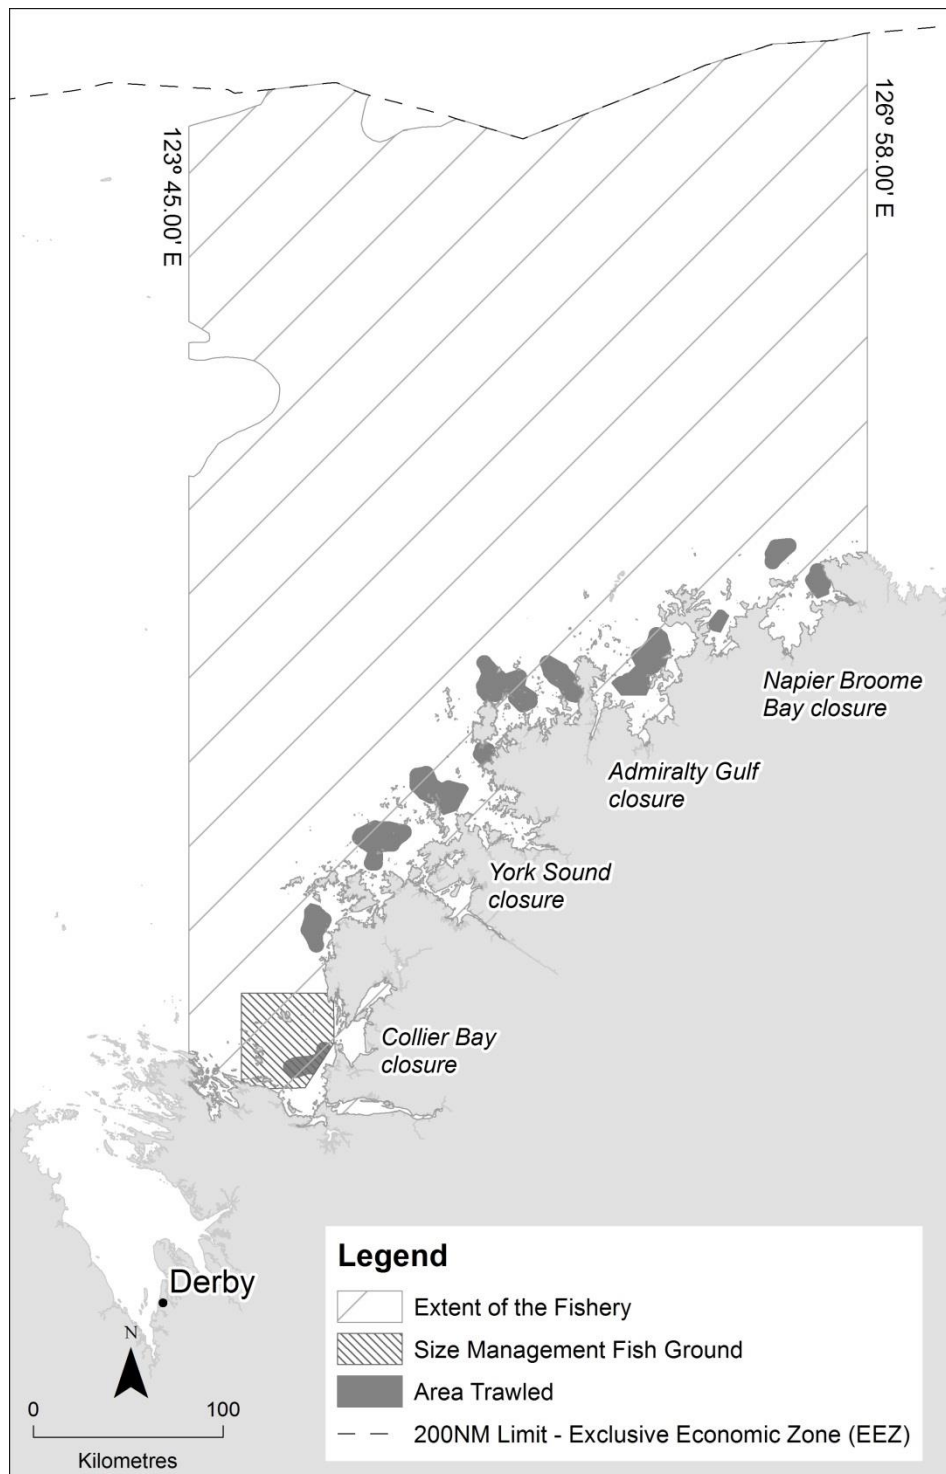 126° 58.00' E
123° 45.00' E
Napier Broome
Bay closure
Admiralty Gulf
closure
York Sound
closure
Collier Bay
closure
Derby
N
0 100
Kilometres
Legend
Extent of the Fishery
Size Management Fish Ground
Area Trawled
200NM Limit - Exclusive Economic Zone (EEZ)